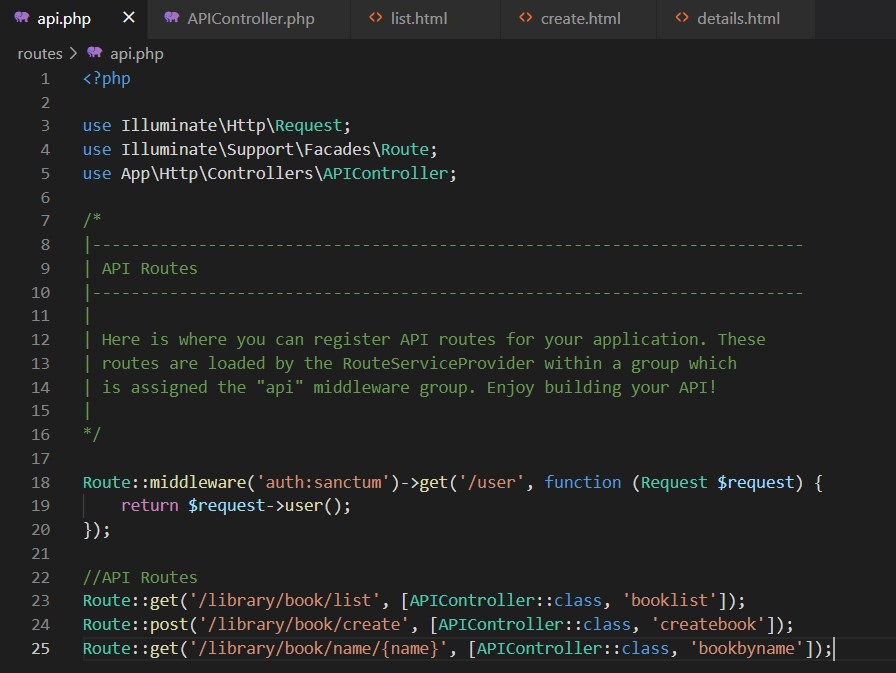 api.php × APIController.php <> list.html <> create.html <> details.html
routes > api.php
1 <?php
2
3 use Illuminate\Http\Request;
4 use Illuminate\Support\Facades\Route;
5 use App\Http\Controllers\APIController;
6
7 /*
8 |--------------------------------------------------------------------------
9 | API Routes
10 |--------------------------------------------------------------------------
11 |
12 | Here is where you can register API routes for your application. These
13 | routes are loaded by the RouteServiceProvider within a group which
14 | is assigned the "api" middleware group. Enjoy building your API!
15 |
16 */
17
18 Route::middleware('auth:sanctum')->get('/user', function (Request $request) {
19     return $request->user();
20 });
21
22 //API Routes
23 Route::get('/library/book/list', [APIController::class, 'booklist']);
24 Route::post('/library/book/create', [APIController::class, 'createbook']);
25 Route::get('/library/book/name/{name}', [APIController::class, 'bookbyname']);